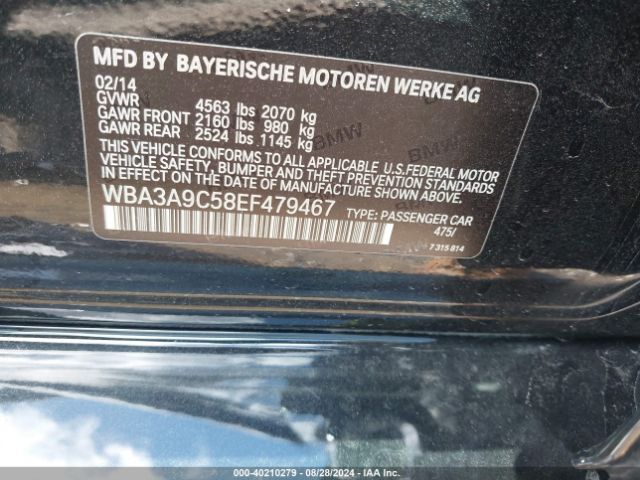 MFD BY BAYERISCHE MOTOREN WERKE AG
02/14
GVWR 4563 lbs 2070 kg
GAWR FRONT 2160 lbs 980 kg
GAWR REAR 2524 lbs 1145 kg
THIS VEHICLE CONFORMS TO ALL APPLICABLE U.S.FEDERAL MOTOR
VEHICLE SAFETY, BUMPER AND THEFT PREVENTION STANDARDS
IN EFFECT ON THE DATE OF MANUFACTURE SHOWN ABOVE.
WBA3A9C58EF479467 TYPE: PASSENGER CAR
475/
7 315 814
000-40210279 - 08/28/2024 - IAA Inc.